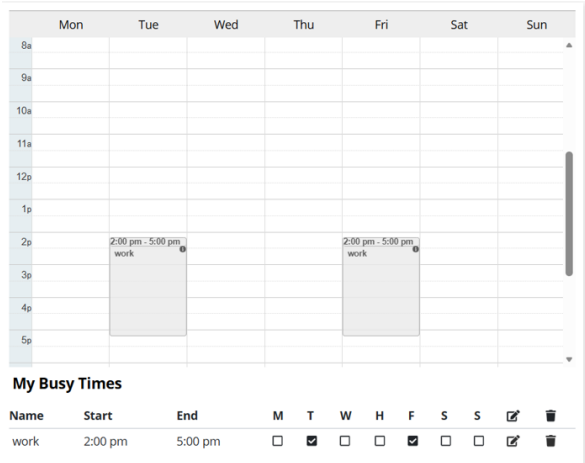 Mon Tue Wed Thu Fri Sat Sun
8a
9a
10a
11a
12p
1p
2p 2:00 pm - 5:00 pm 2:00 pm - 5:00 pm
work work
3p
4p
5p
My Busy Times
Name Start End M T W H F S S
work 2:00 pm 5:00 pm